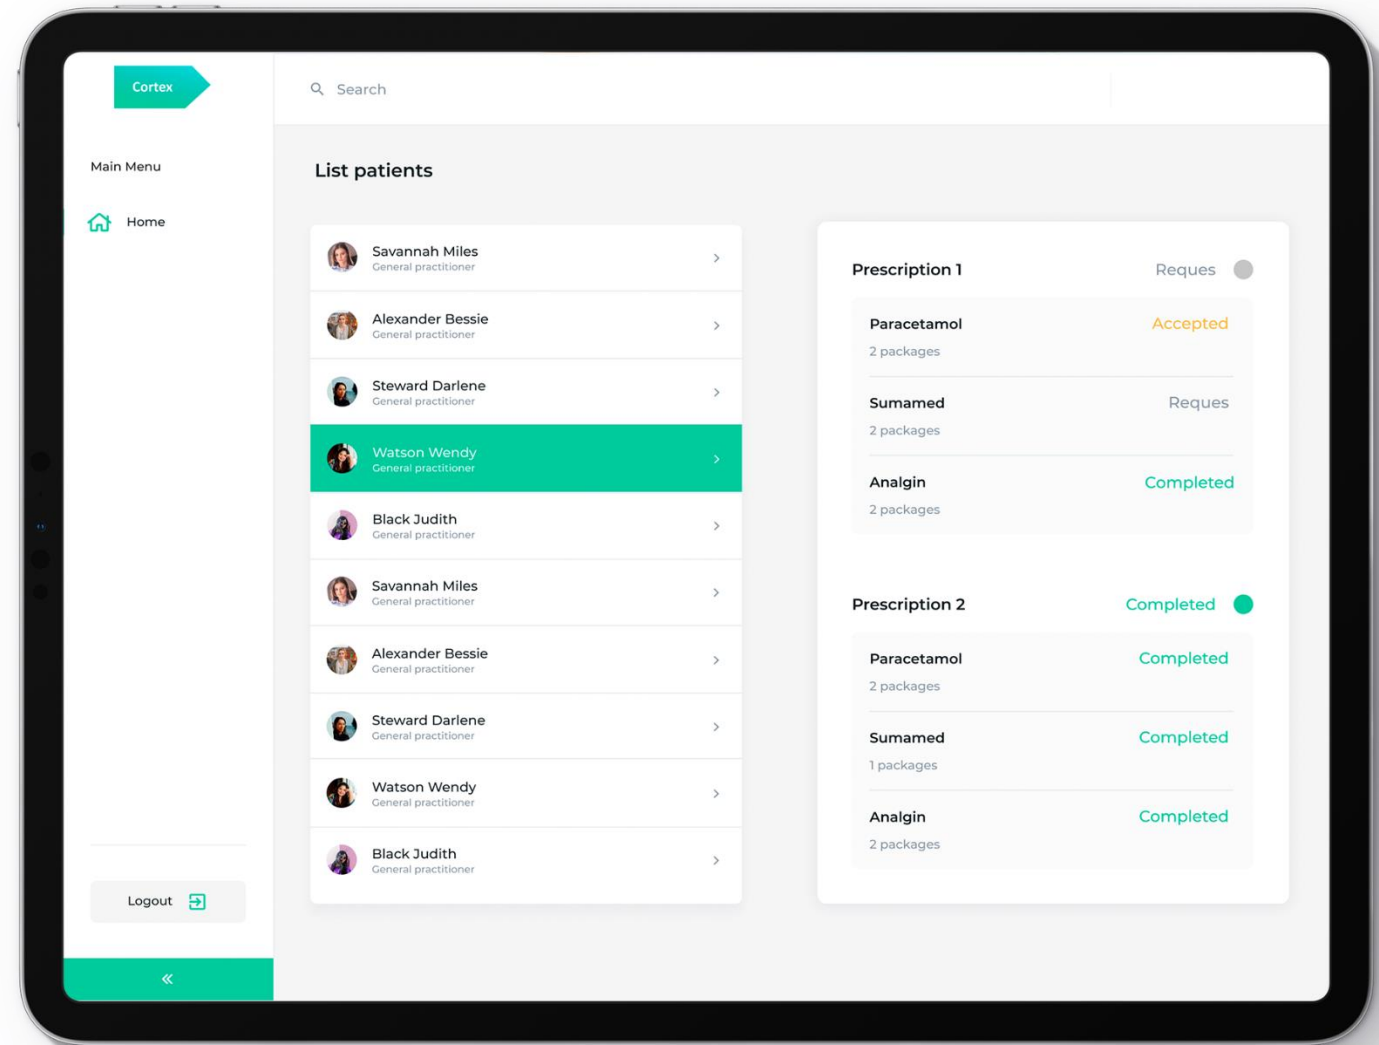 Cortex
Search
Main Menu
Home
List patients
Savannah Miles
General practitioner
Alexander Bessie
General practitioner
Steward Darlene
General practitioner
Watson Wendy
General practitioner
Black Judith
General practitioner
Savannah Miles
General practitioner
Alexander Bessie
General practitioner
Steward Darlene
General practitioner
Watson Wendy
General practitioner
Black Judith
General practitioner
Prescription 1 Reques
Paracetamol Accepted
2 packages
Sumamed Reques
2 packages
Analgin Completed
2 packages
Prescription 2 Completed
Paracetamol Completed
2 packages
Sumamed Completed
1 packages
Analgin Completed
2 packages
Logout